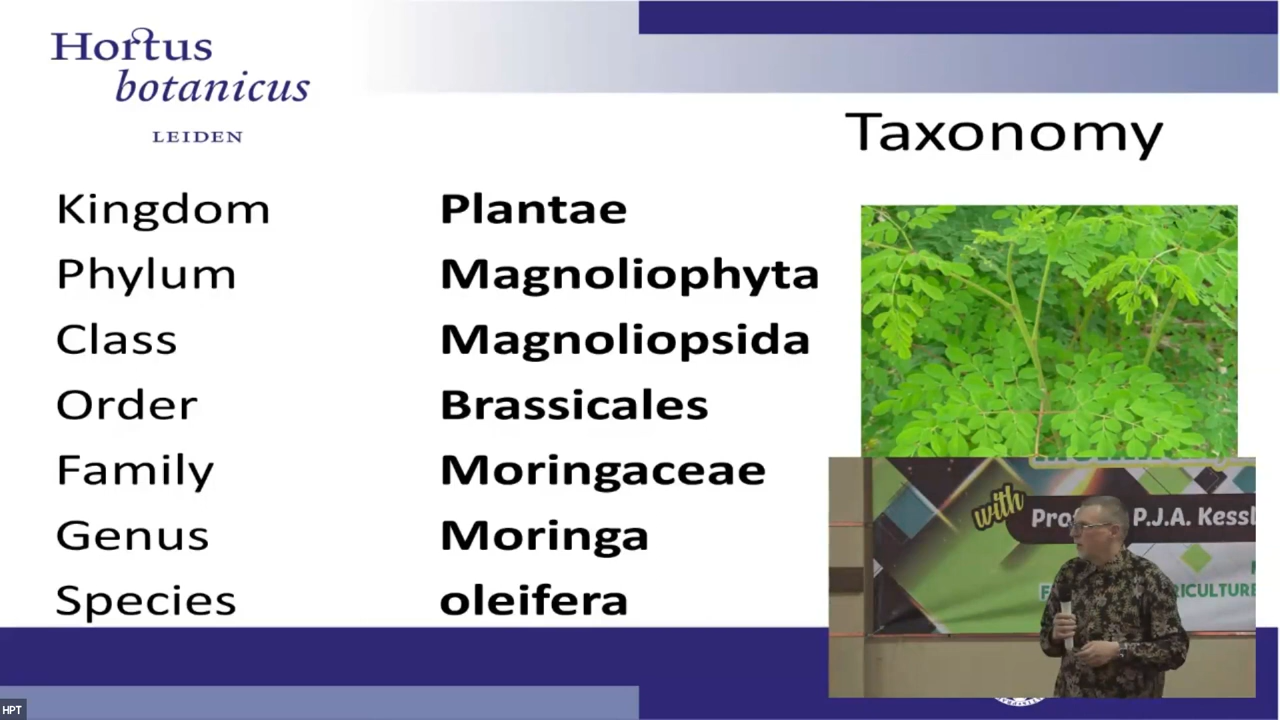 Hortus
botanicus
LEIDEN
Taxonomy
Kingdom Plantae
Phylum Magnoliophyta
Class Magnoliopsida
Order Brassicales
Family Moringaceae
Genus Moringa
Species oleifera
with
P.J.A.
HPT